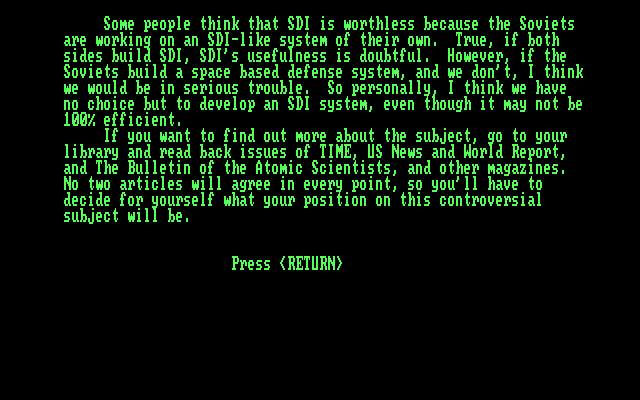 Some people think that SDI is worthless because the Soviets
are working on an SDI-like system of their own.  True, if both
sides build SDI, SDI's usefulness is doubtful.  However, if the
Soviets build a space based defense system, and we don't, I think
we would be in serious trouble.  So personally, I think we have
no choice but to develop an SDI system, even though it may not be
100% efficient.
If you want to find out more about the subject, go to your
library and read back issues of TIME, US News and World Report,
and The Bulletin of the Atomic Scientists, and other magazines.
No two articles will agree in every point, so you'll have to
decide for yourself what your position on this controversial
subject will be.
Press <RETURN>